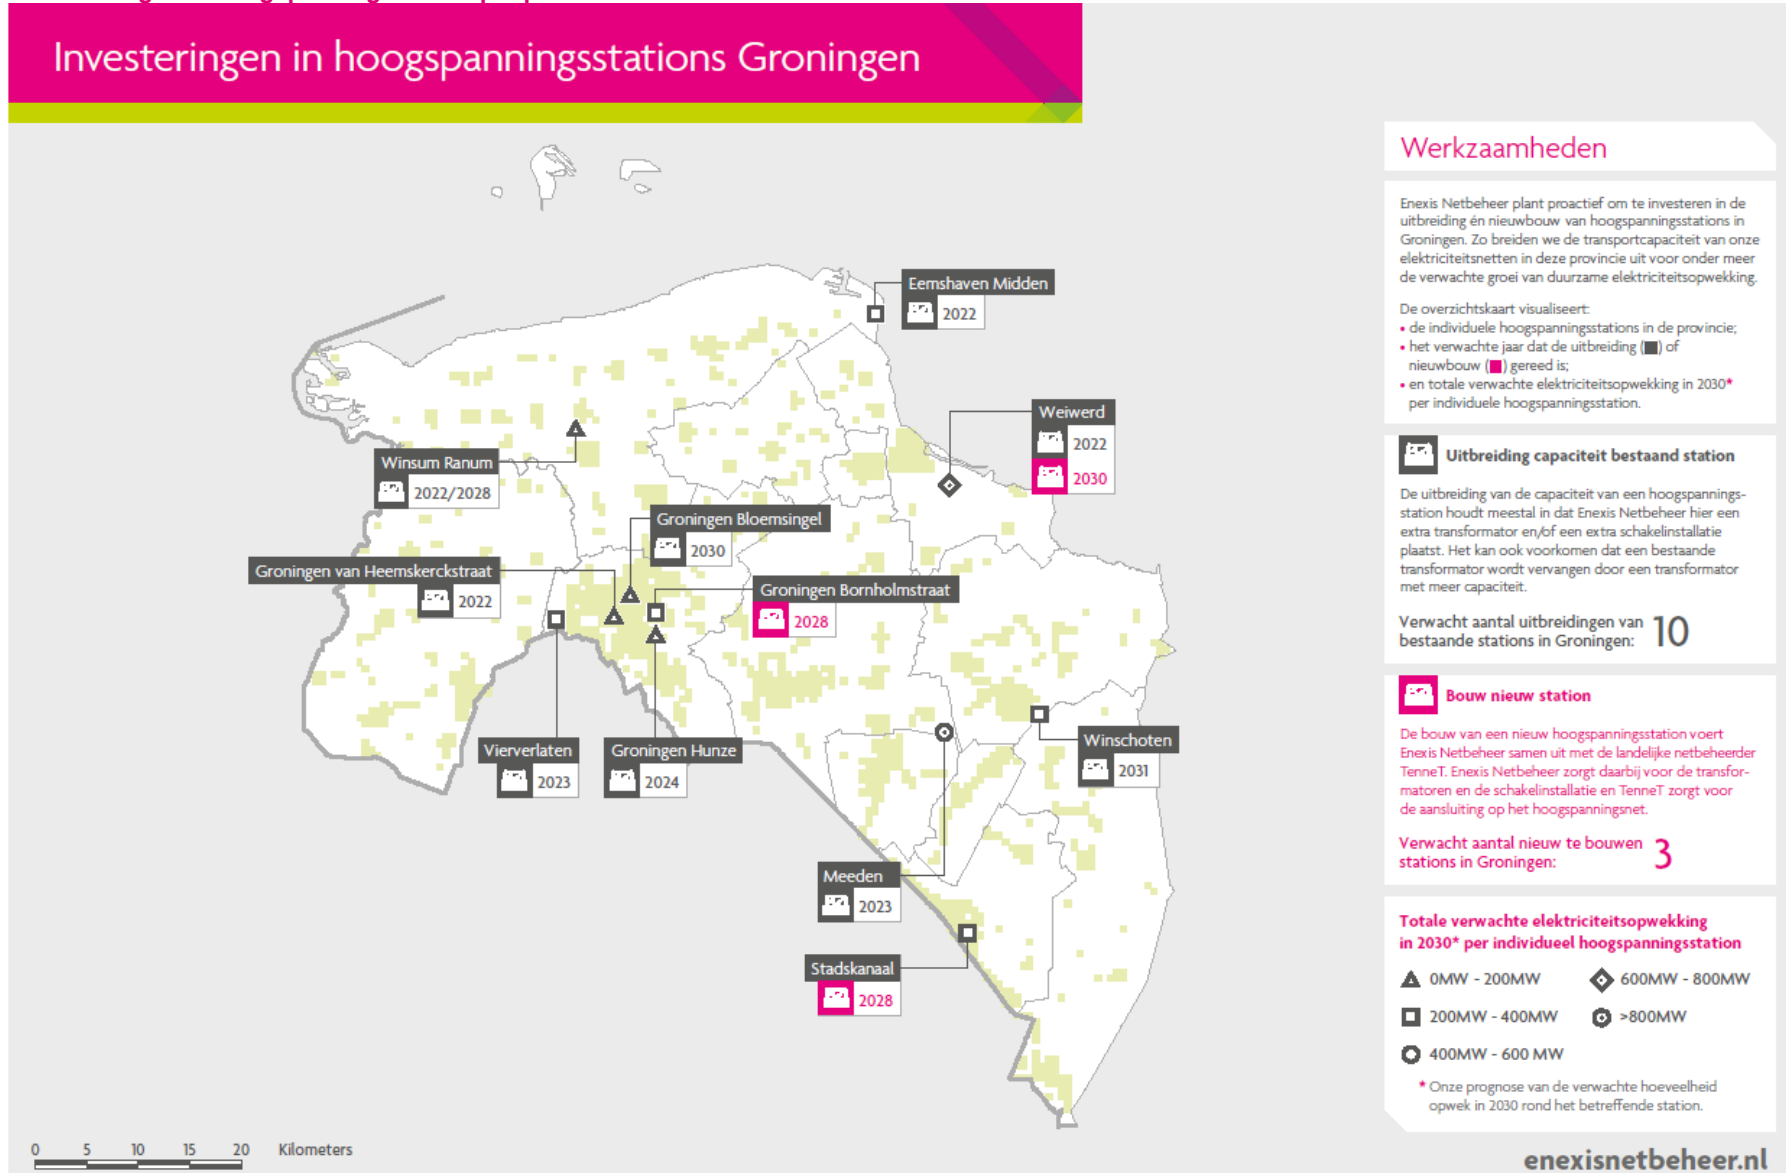 Investeringen in hoogspanningsstations Groningen
Eemshaven Midden
2022
Weiwerd
2022
2030
Winsum Ranum
2022/2028
Groningen Bloemsingel
2030
Groningen van Heemskerckstraat
2022
Groningen Bornholmstraat
2028
Vierverlaten
2023
Groningen Hunze
2024
Winschoten
2031
Meeden
2023
Stadskanaal
2028
0 5 10 15 20 Kilometers
Werkzaamheden
Enexis Netbeheer plant proactief om te investeren in de
uitbreiding én nieuwbouw van hoogspanningsstations in
Groningen. Zo breiden we de transportcapaciteit van onze
elektriciteitsnetten in deze provincie uit voor onder meer
de verwachte groei van duurzame elektriciteitsopwekking.
De overzichtskaart visualiseert:
• de individuele hoogspanningsstations in de provincie;
• het verwachte jaar dat de uitbreiding (■) of
nieuwbouw (■) gereed is;
• en totale verwachte elektriciteitsopwekking in 2030*
per individuele hoogspanningsstation.
Uitbreiding capaciteit bestaand station
De uitbreiding van de capaciteit van een hoogspannings-
station houdt meestal in dat Enexis Netbeheer hier een
extra transformator en/of een extra schakelinstallatie
plaatst. Het kan ook voorkomen dat een bestaande
transformator wordt vervangen door een transformator
met meer capaciteit.
Verwacht aantal uitbreidingen van
bestaande stations in Groningen: 10
Bouw nieuw station
De bouw van een nieuw hoogspanningsstation voert
Enexis Netbeheer samen uit met de landelijke netbeheerder
TenneT. Enexis Netbeheer zorgt daarbij voor de transfor-
matoren en de schakelinstallatie en TenneT zorgt voor
de aansluiting op het hoogspanningsnet.
Verwacht aantal nieuw te bouwen
stations in Groningen: 3
Totale verwachte elektriciteitsopwekking
in 2030* per individueel hoogspanningsstation
0MW - 200MW
600MW - 800MW
200MW - 400MW
>800MW
400MW - 600 MW
* Onze prognose van de verwachte hoeveelheid
opwek in 2030 rond het betreffende station.
enexisnetbeheer.nl